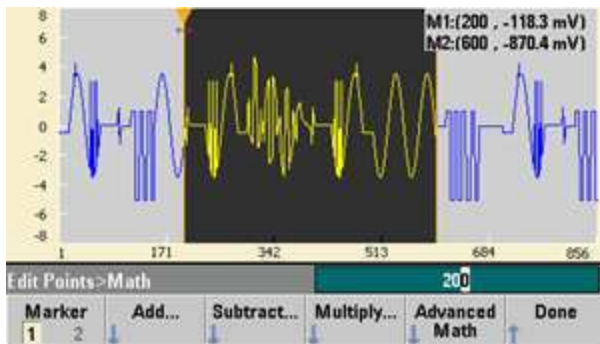 8
M1:(200 , -118.3 mV)
6
M2:(600 , -870.4 mV)
4
2
0
-2
-4
-6
-8
1 171 342 513 684 856
Edit Points>Math 200
Marker Add... Subtract... Multiply... Advanced Done
1 2 Math